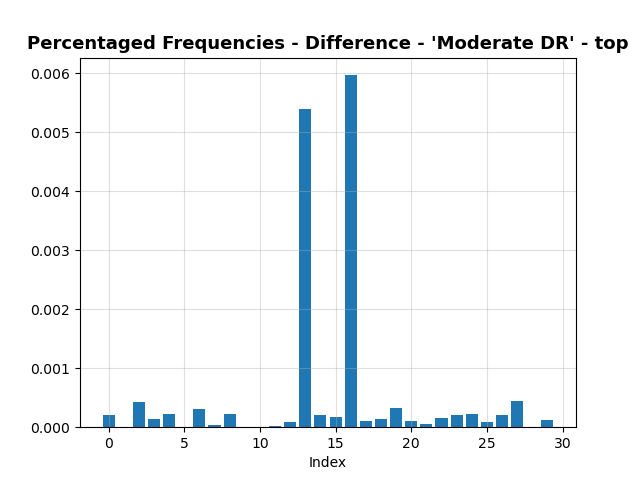 Percentaged Frequencies - Difference - 'Moderate DR' - top
0.006
0.005
0.004
0.003
0.002
0.001
0.000
0 5 10 15 20 25 30
Index